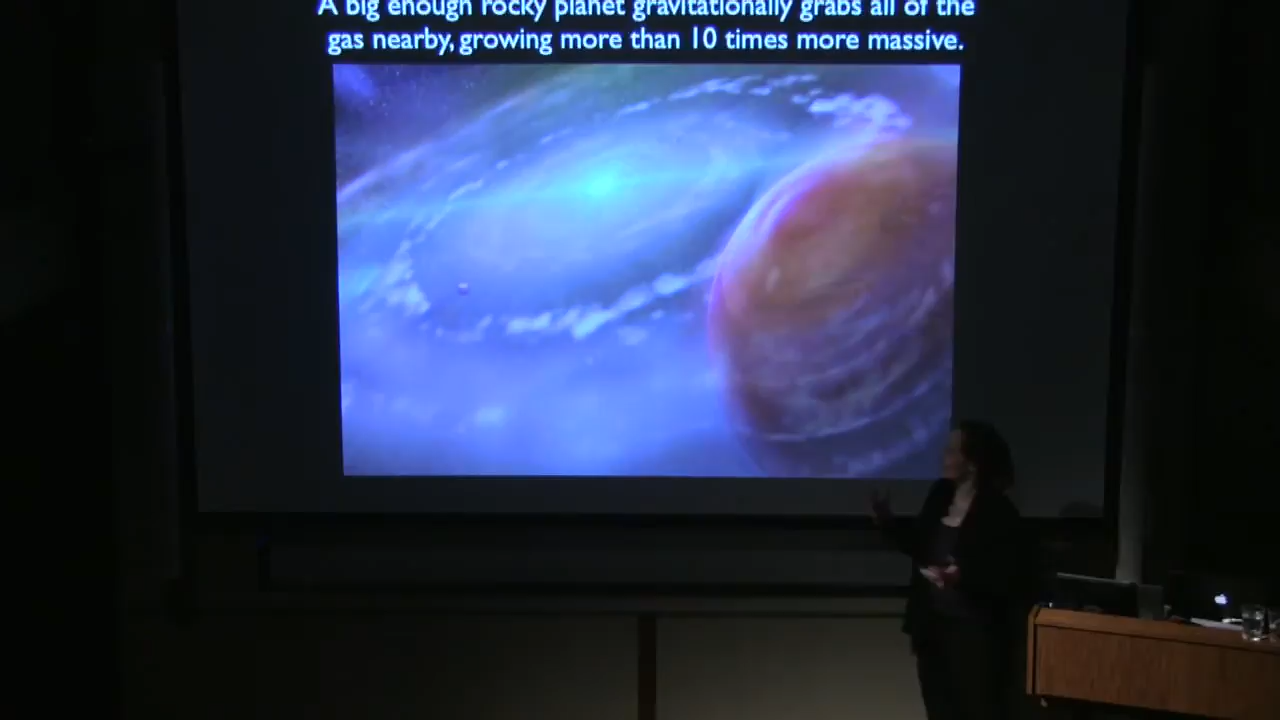 A big enough rocky planet gravitationally grabs all of the
gas nearby, growing more than 10 times more massive.